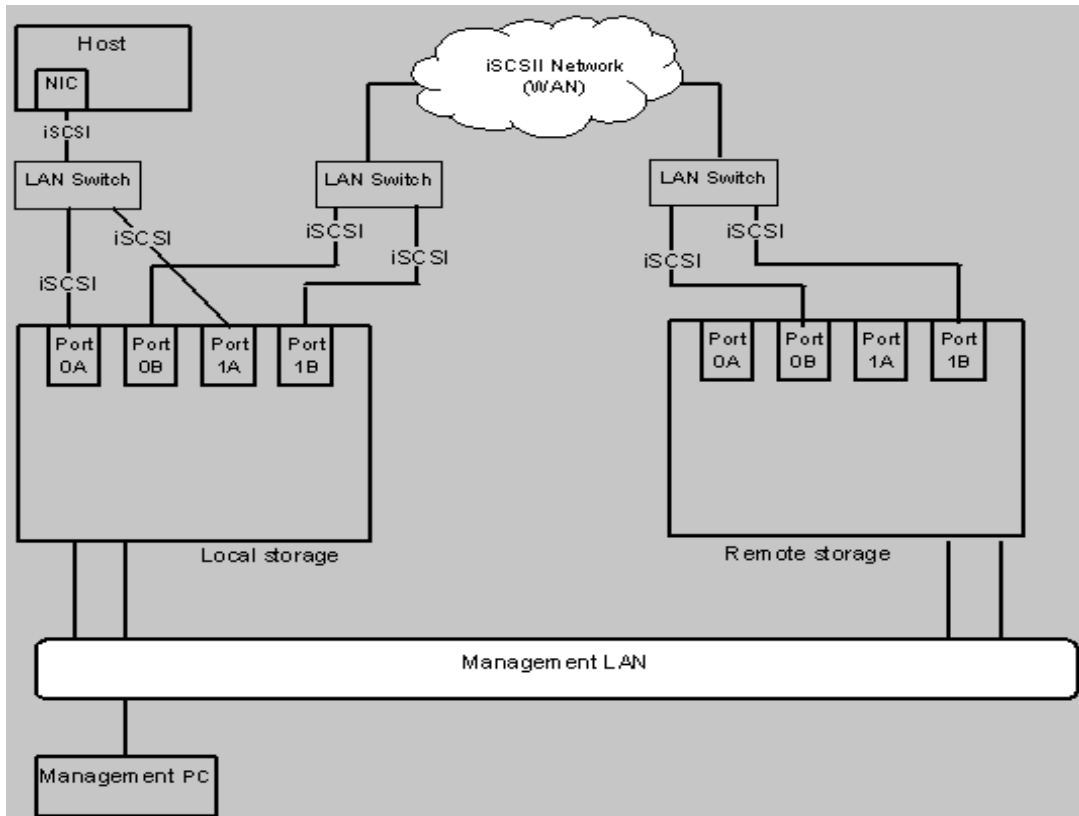 Host
NIC
iSCSI
LAN Switch
iSCSI
iSCSI
iSCSII Network
(WAN)
LAN Switch
iSCSI
iSCSI
LAN Switch
iSCSI
iSCSI
Port
0A
Port
0B
Port
1A
Port
1B
Local storage
Port
0A
Port
0B
Port
1A
Port
1B
Remote storage
Management LAN
Management PC